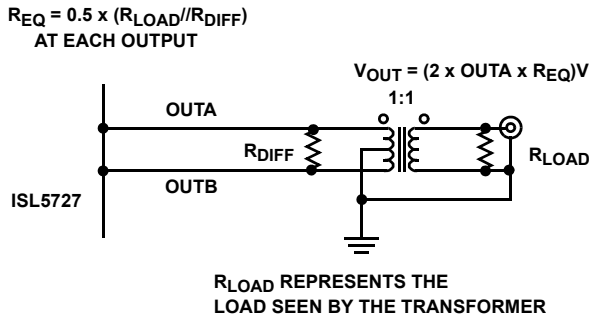 REQ = 0.5 x (RLOAD//RDIFF)
AT EACH OUTPUT
VOUT = (2 x OUTA x REQ)V
1:1
OUTA
RDIFF
RLOAD
OUTB
ISL5727
RLOAD REPRESENTS THE
LOAD SEEN BY THE TRANSFORMER